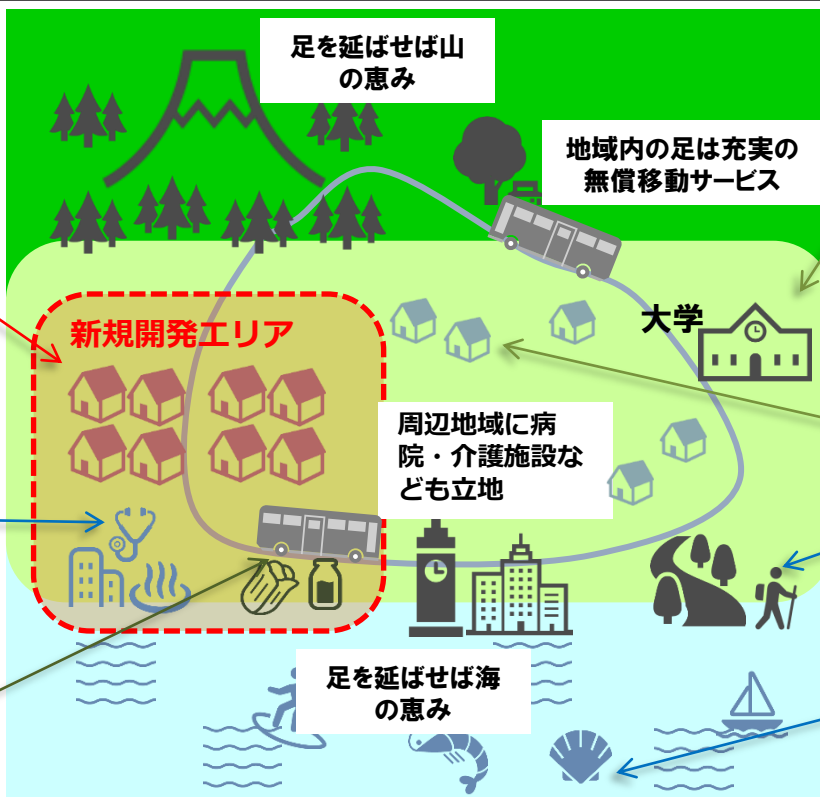 足を延ばせば山
の恵み
地域内の足は充実の
無償移動サービス
新規開発エリア
大学
周辺地域に病
院・介護施設な
ども立地
足を延ばせば海
の恵み